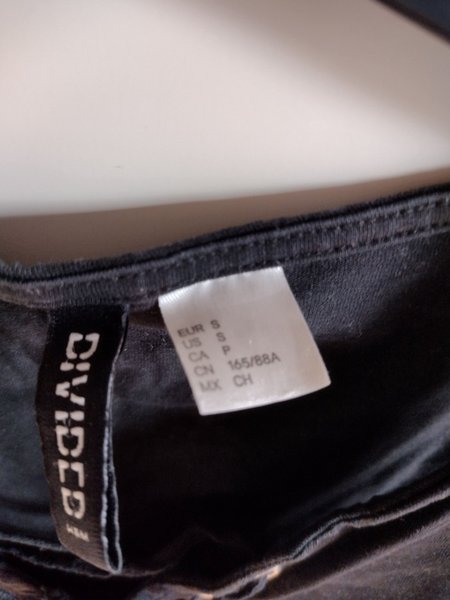 DIVIDED
H&M
EUR S
US S
CA P
CN 165/88A
MX CH